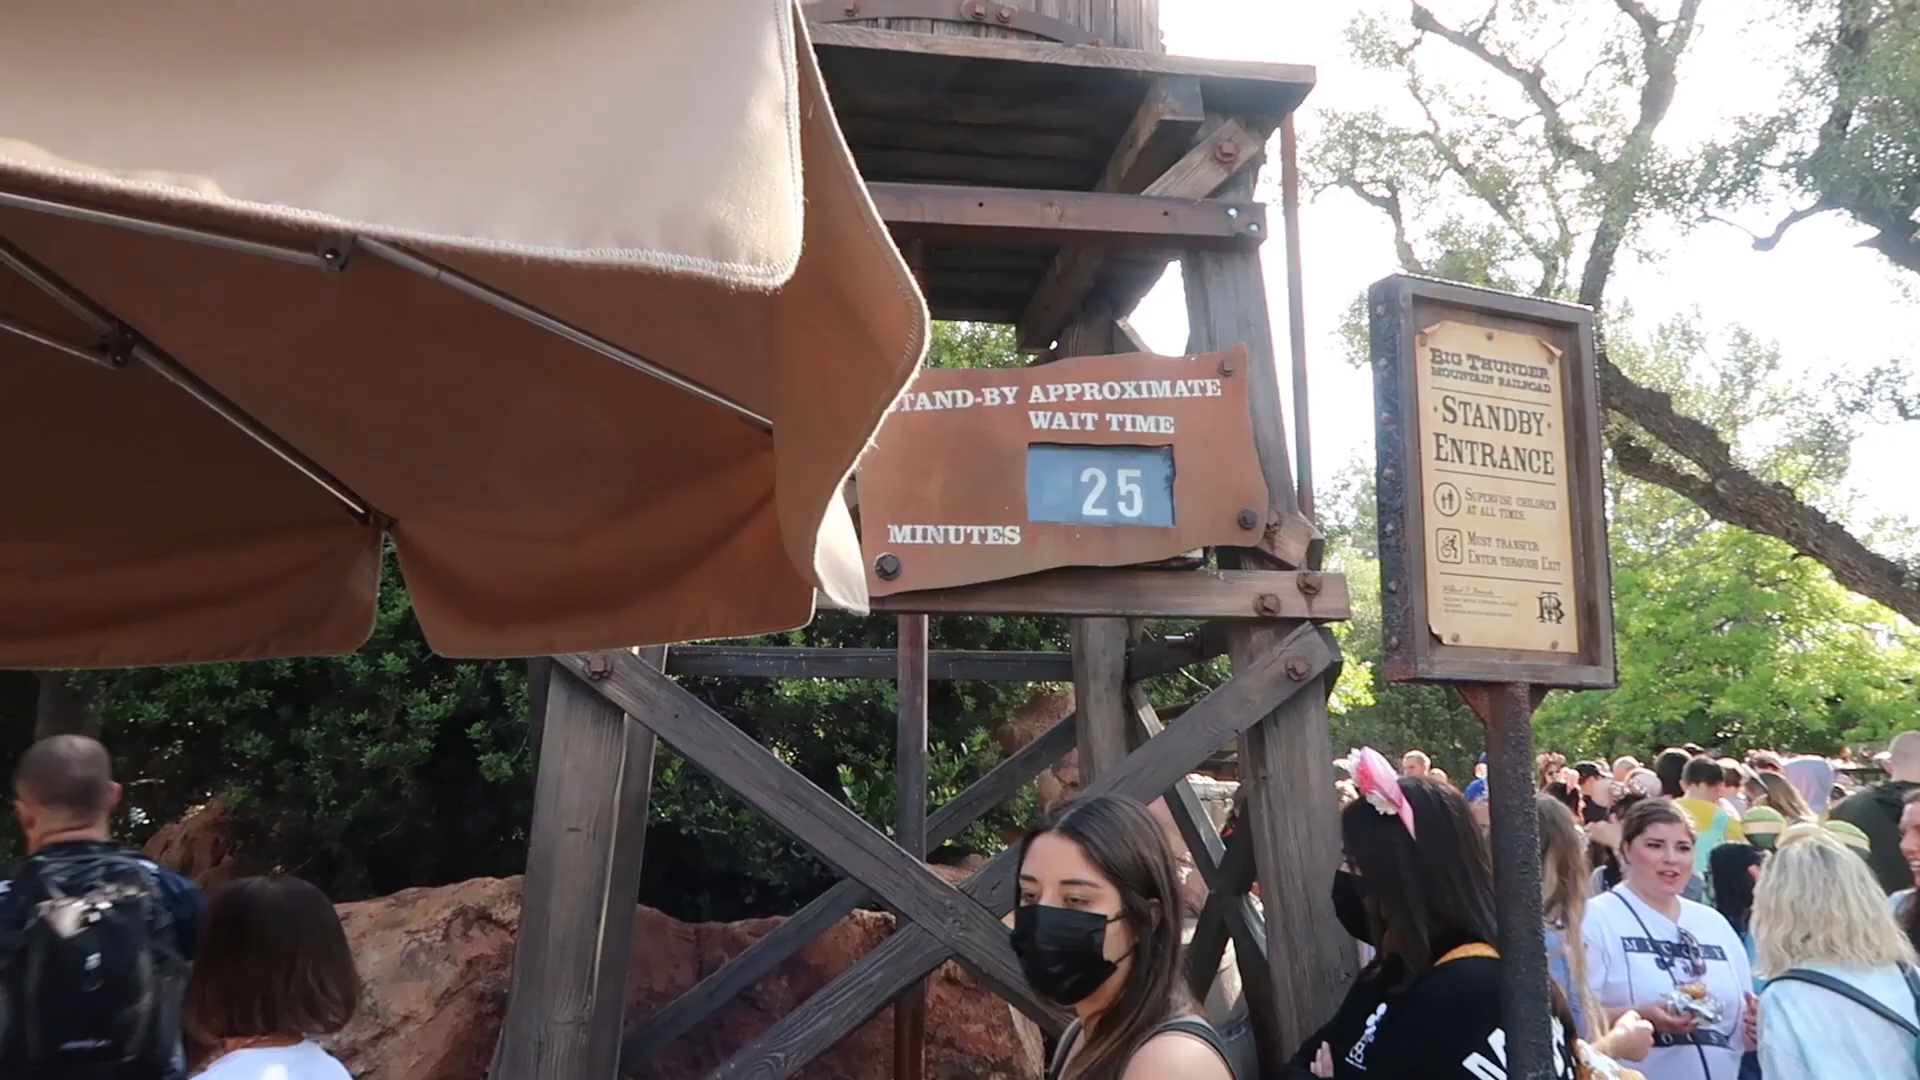 STAND-BY APPROXIMATE
WAIT TIME
25
MINUTES
BIG THUNDER
MOUNTAIN RAILROAD
STANDBY
ENTRANCE
SUPERVISE CHILDREN
AT ALL TIMES.
MUST TRANSFER
ENTER THROUGH EXIT